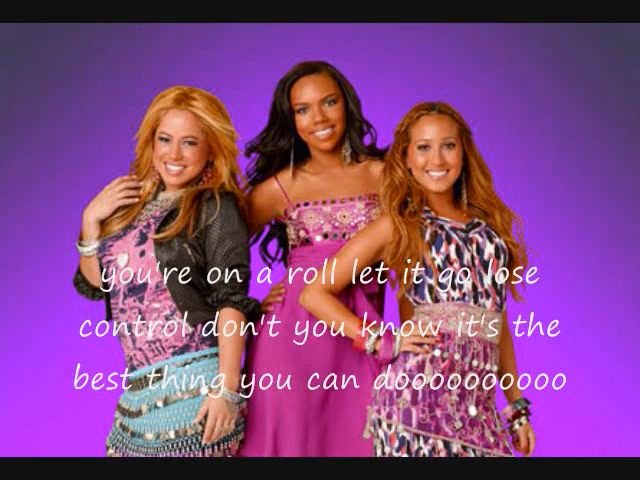 you're on a roll let it go lose
control don't you know it's the
best thing you can doooooooooo